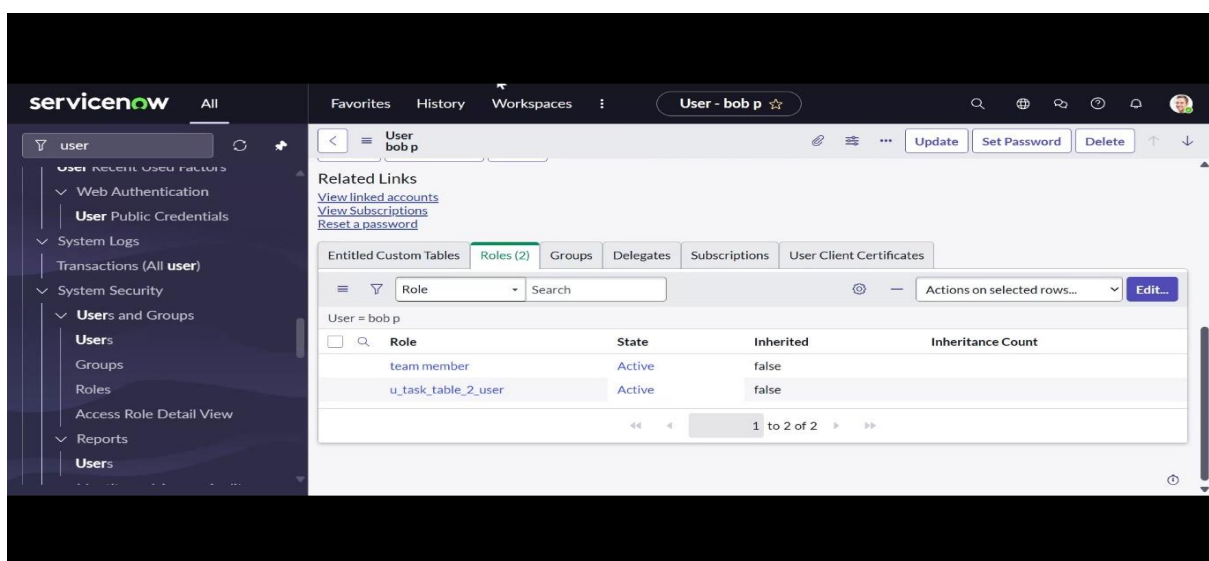 servicenow All Favorites History Workspaces User - bob p
user
User bob p Update Set Password Delete
User Recent Used Factors
Web Authentication
User Public Credentials
System Logs
Transactions (All user)
System Security
Users and Groups
Users
Groups
Roles
Access Role Detail View
Reports
Users
Related Links
View linked accounts
View Subscriptions
Reset a password
Entitled Custom Tables Roles (2) Groups Delegates Subscriptions User Client Certificates
Role Search Actions on selected rows... Edit...
User = bob p
Role State Inherited Inheritance Count
team member Active false
u_task_table_2_user Active false
1 to 2 of 2